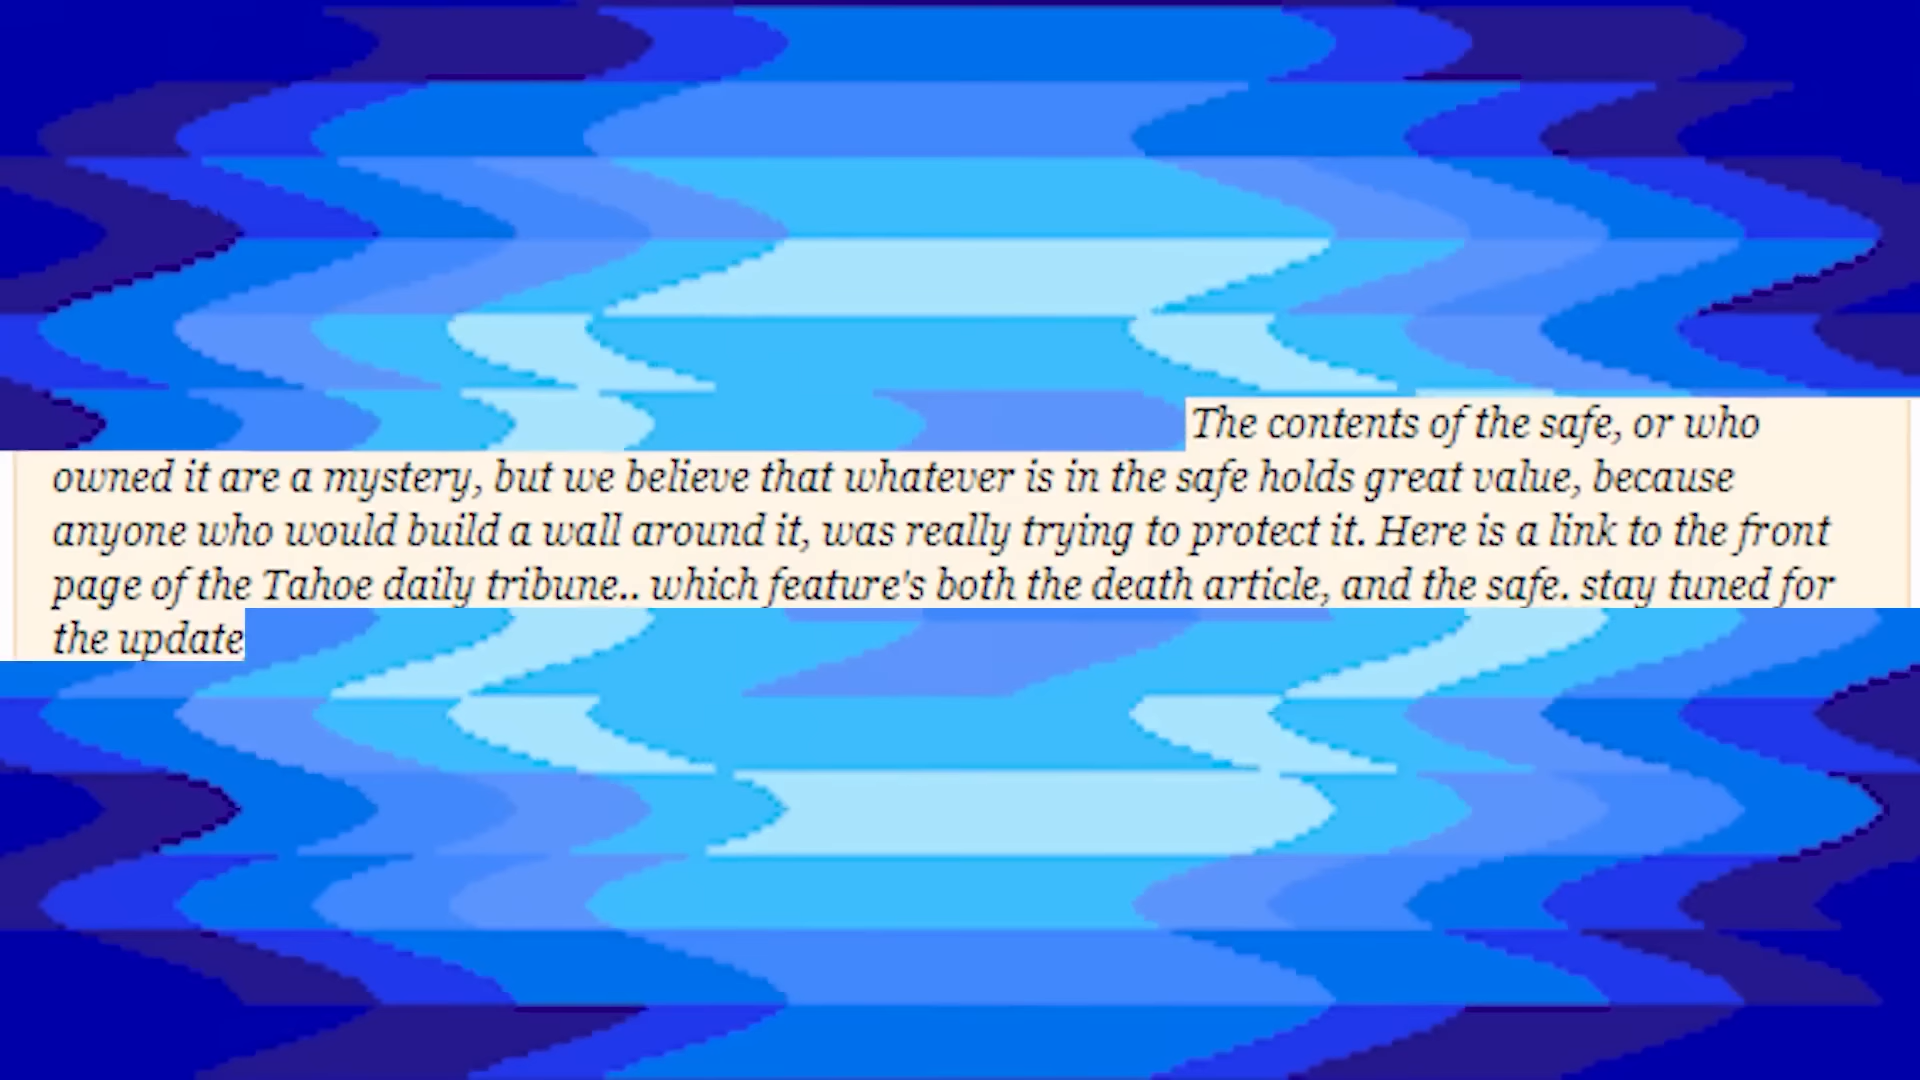 The contents of the safe, or who
owned it are a mystery, but we believe that whatever is in the safe holds great value, because
anyone who would build a wall around it, was really trying to protect it. Here is a link to the front
page of the Tahoe daily tribune.. which feature's both the death article, and the safe. stay tuned for
the update